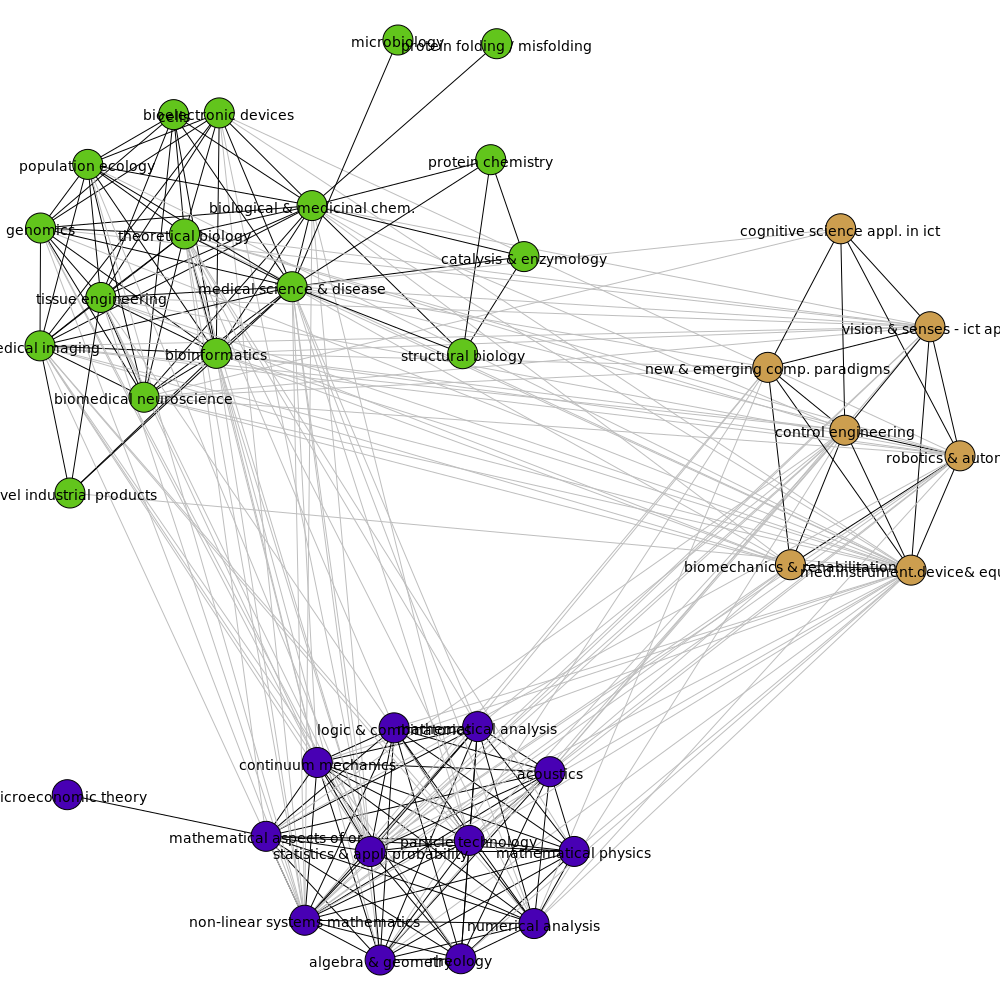 microbiology
protein folding / misfolding
bioelectronic devices
cells
population ecology
protein chemistry
biological & medicinal chem.
genomics
theoretical biology
cognitive science appl. in ict
catalysis & enzymology
medical science & disease
tissue engineering
vision & senses - ict ap
edical imaging
bioinformatics
structural biology
new & emerging comp. paradigms
biomedical neuroscience
control engineering
robotics & auton
vel industrial products
biomechanics & rehabilitation
med.instrument.device& equ
logic & combinatorics
mathematical analysis
continuum mechanics
acoustics
icroeconomic theory
mathematical aspects of or
particle technology
statistics & appl. probability
mathematical physics
non-linear systems mathematics
numerical analysis
algebra & geometry
rheology